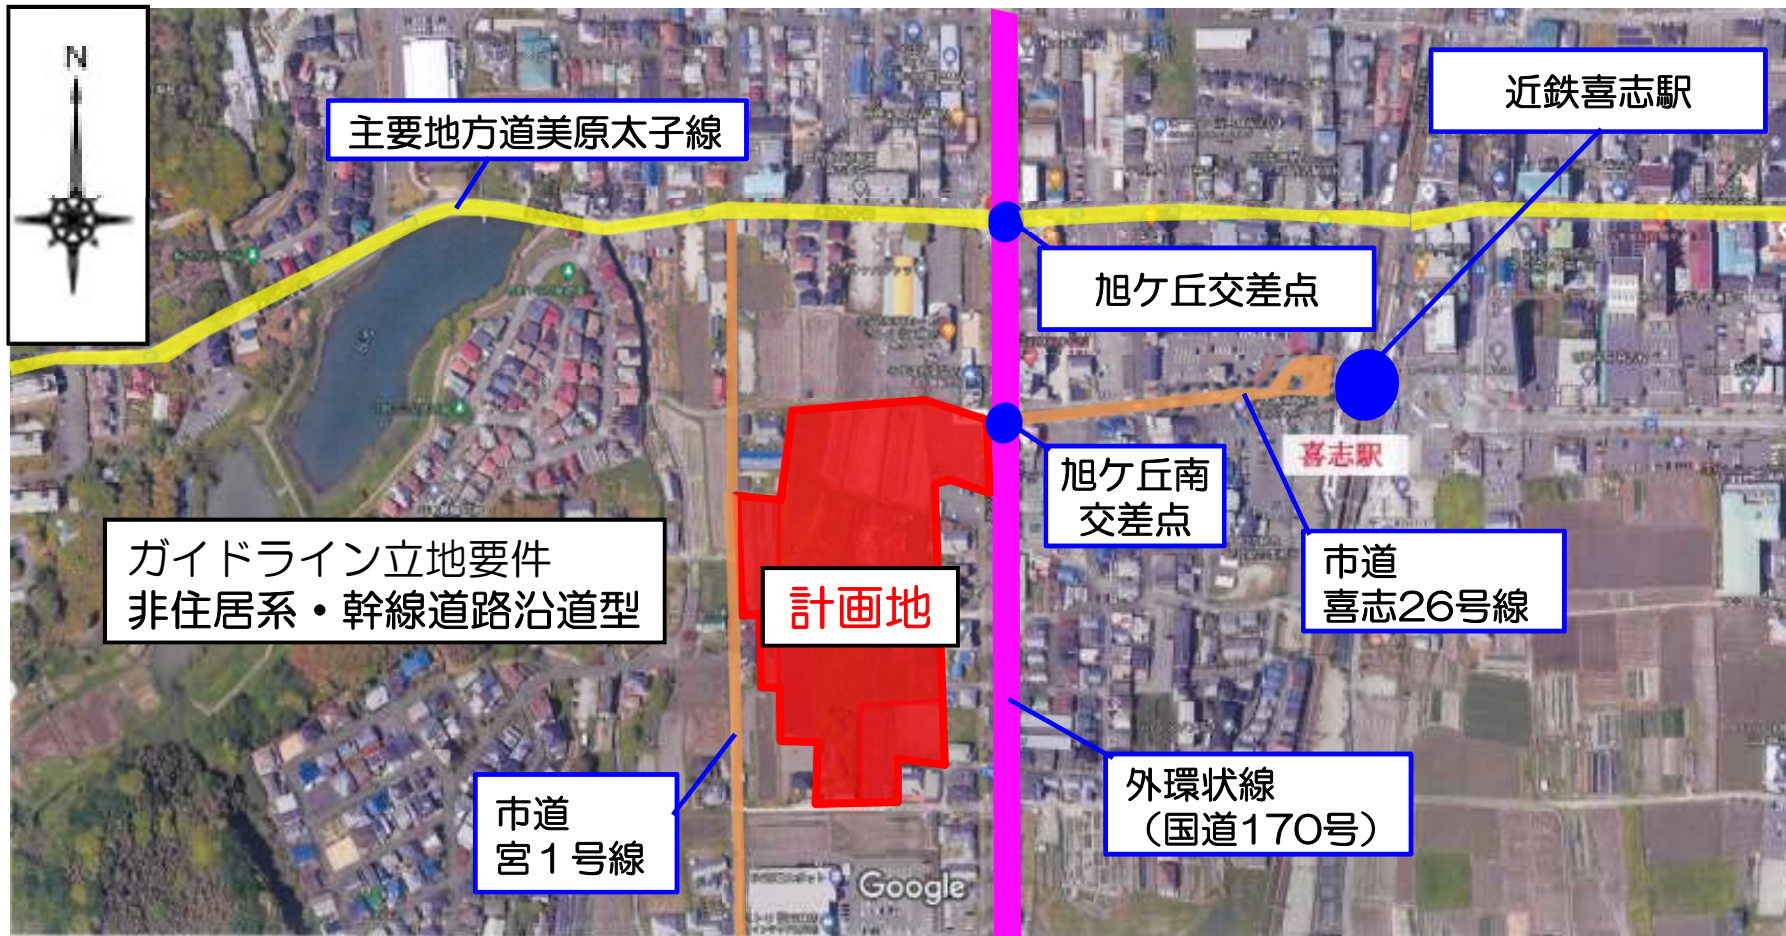 N
主要地方道美原太子線
近鉄喜志駅
旭ケ丘交差点
旭ケ丘南
交差点
喜志駅
市道
喜志26号線
ガイドライン立地要件
非住居系・幹線道路沿道型
計画地
市道
宮1号線
外環状線
（国道170号）
Google